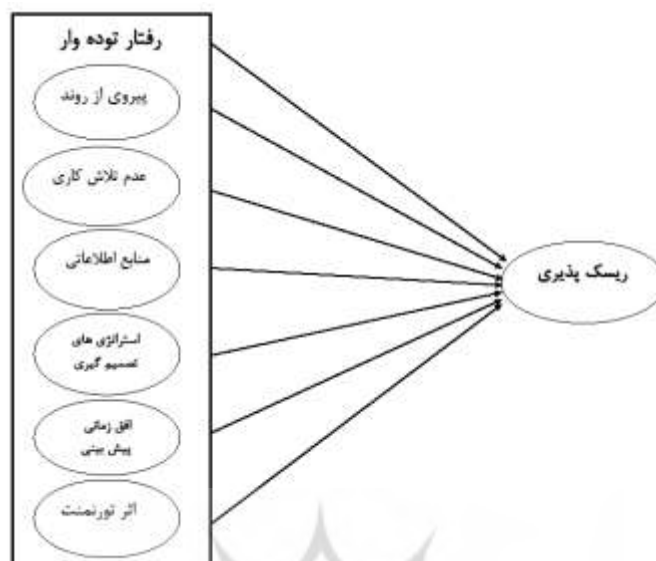 رفتار توده وار
پیروی از روند
عدم تلاش کاری
منابع اطلاعاتی
استراتژی های
تصمیم گیری
افق زمانی
پیش بینی
اثر تورنمنت
ریسک پذیری